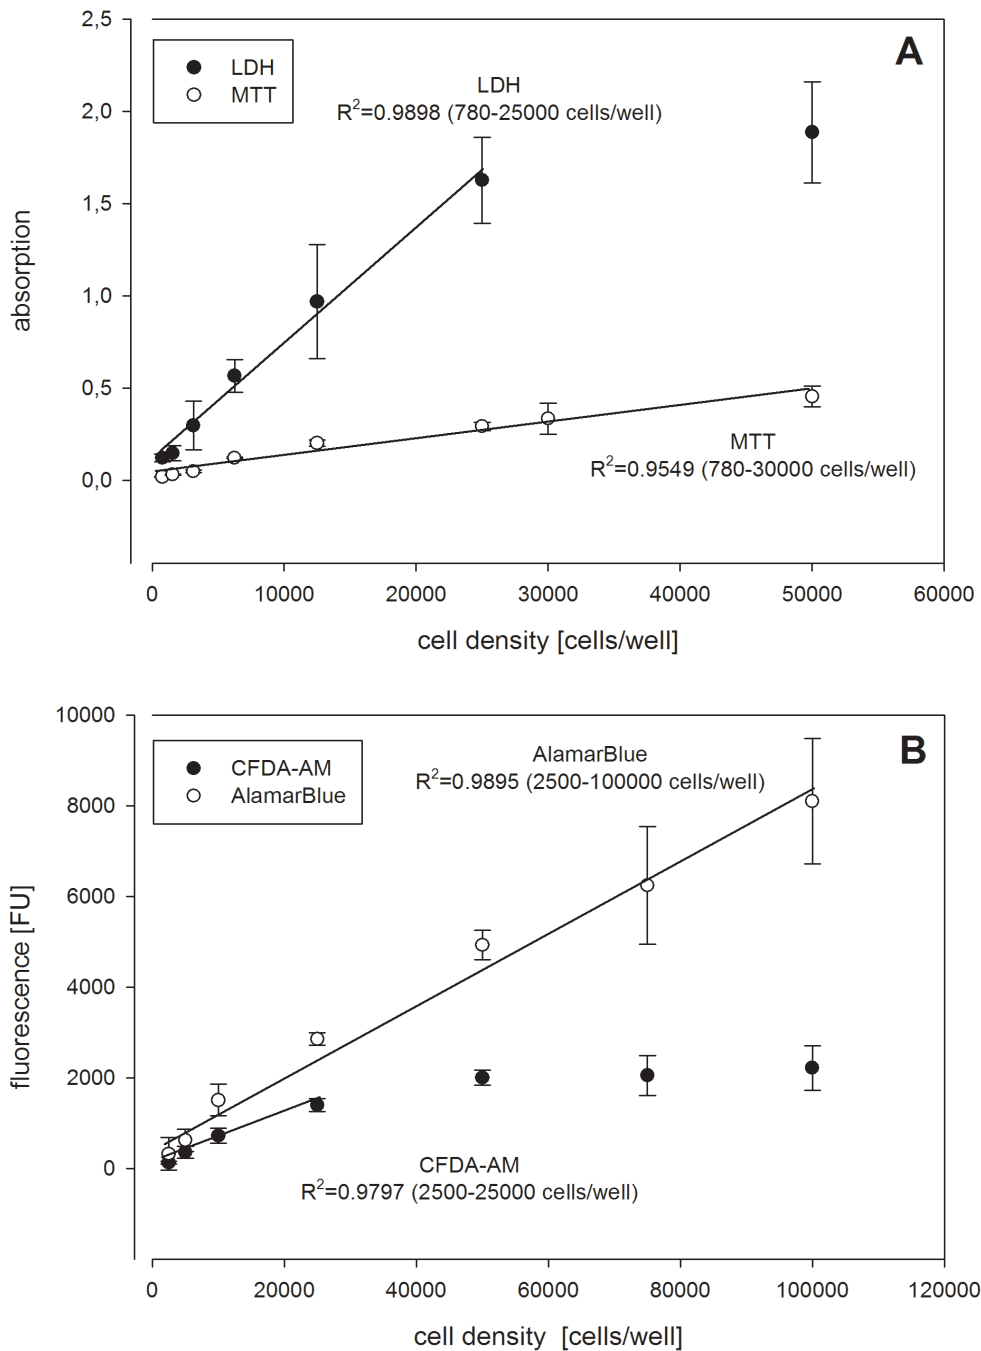 A
LDH
MTT
LDH
R²=0.9898 (780-25000 cells/well)
MTT
R²=0.9549 (780-30000 cells/well)
absorption
2,5
2,0
1,5
1,0
0,5
0,0
0 10000 20000 30000 40000 50000 60000
cell density [cells/well]
B
CFDA-AM
AlamarBlue
AlamarBlue
R²=0.9895 (2500-100000 cells/well)
CFDA-AM
R²=0.9797 (2500-25000 cells/well)
fluorescence [FU]
10000
8000
6000
4000
2000
0
0 20000 40000 60000 80000 100000 120000
cell density [cells/well]